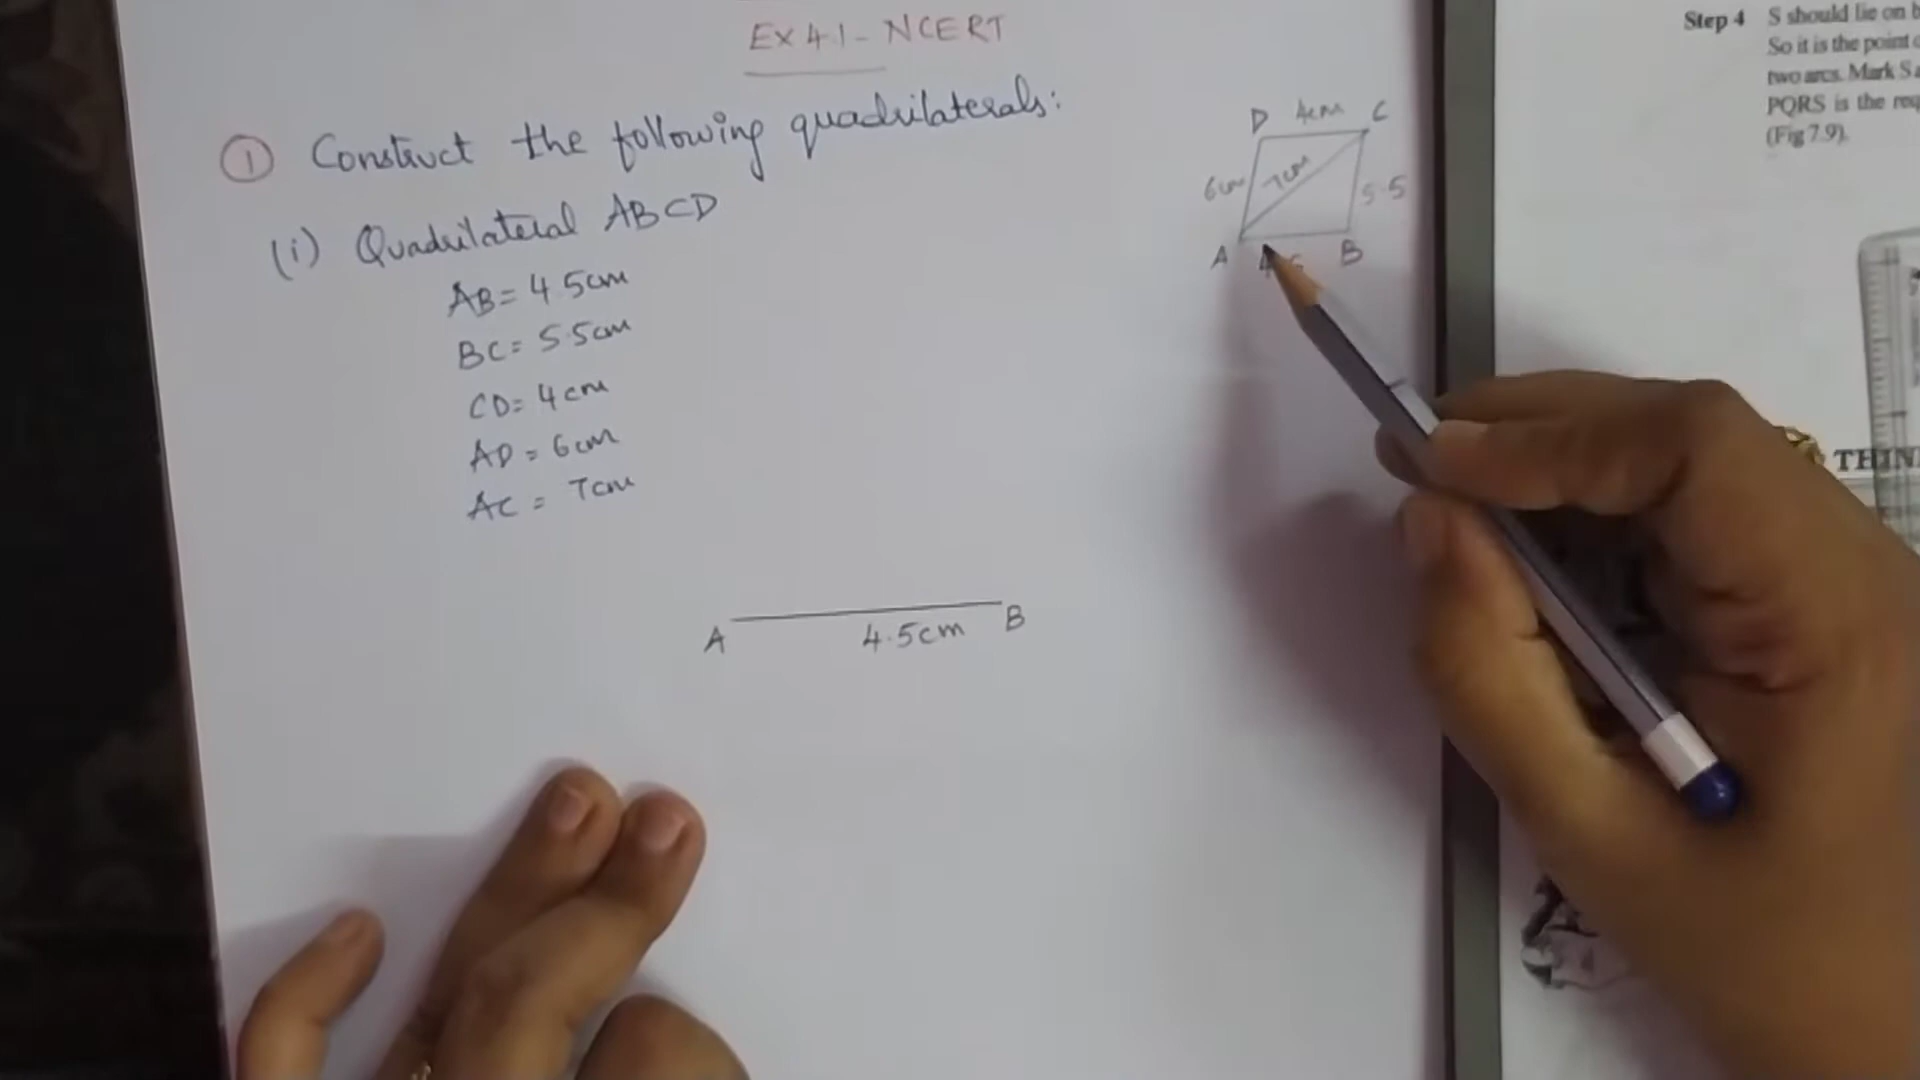 Ex 4.1 - NCERT
① Construct the following quadrilaterals:
(i) Quadrilateral ABCD
AB = 4.5cm
BC = 5.5cm
CD = 4cm
AD = 6cm
AC = 7cm
A 4.5cm B
D 4cm C
6cm 7cm 5.5
A B
Step 4 S should lie on
So it is the point
two arcs. Mark S
PQRS is the
(Fig 7.9).